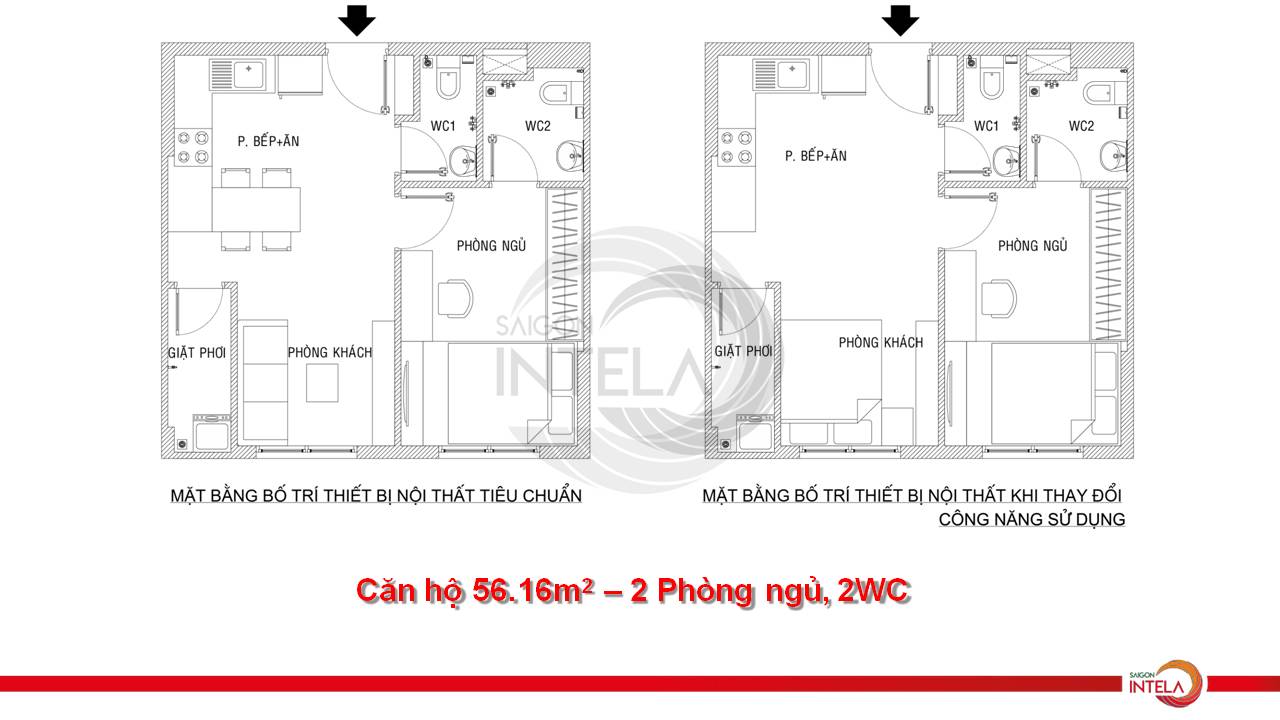 WC1
WC2
P. BẾP+ĂN
PHÒNG NGỦ
GIẶT PHƠI
PHÒNG KHÁCH
WC1
WC2
P. BẾP+ĂN
PHÒNG NGỦ
GIẶT PHƠI
PHÒNG KHÁCH
SAIGON
INTELA
MẶT BẰNG BỐ TRÍ THIẾT BỊ NỘI THẤT TIÊU CHUẨN
MẶT BẰNG BỐ TRÍ THIẾT BỊ NỘI THẤT KHI THAY ĐỔI
CÔNG NĂNG SỬ DỤNG
Căn hộ 56.16m² – 2 Phòng ngủ, 2WC
SAIGON
INTELA